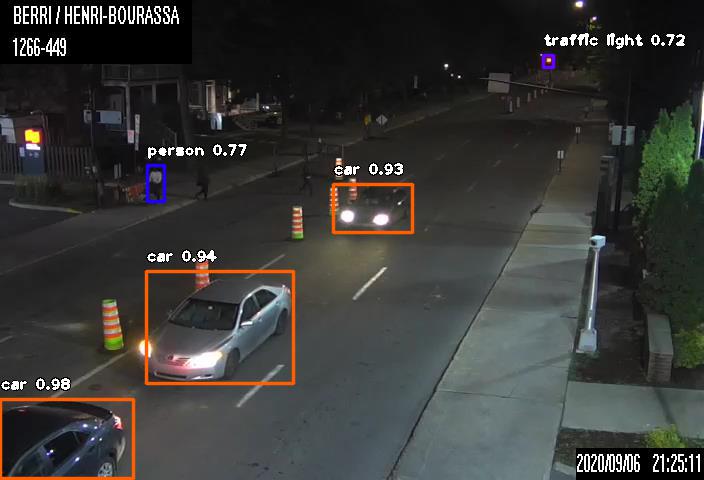 BERRI / HENRI-BOURASSA
1266-449
traffic light 0.72
person 0.77
car 0.93
car 0.94
car 0.98
2020/09/06 21:25:11